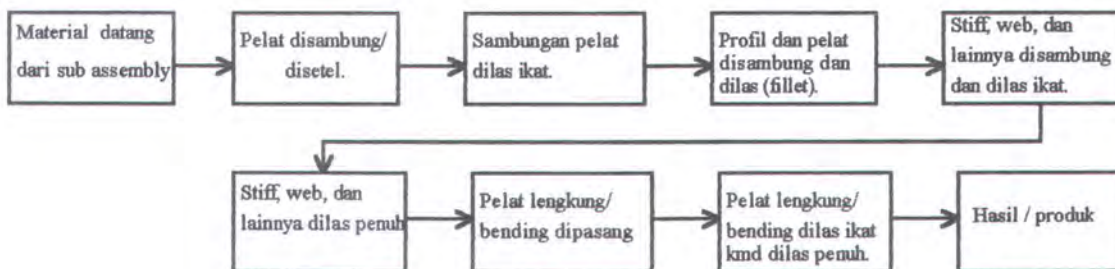 Material datang
dari sub assembly
Pelat disambung/
disetel.
Sambungan pelat
dilas ikat.
Profil dan pelat
disambung dan
dilas (fillet).
Stiff, web, dan
lainnya disambung
dan dilas ikat.
Stiff, web, dan
lainnya dilas penuh
Pelat lengkung/
bending dipasang
Pelat lengkung/
bending dilas ikat
kmd dilas penuh.
Hasil / produk